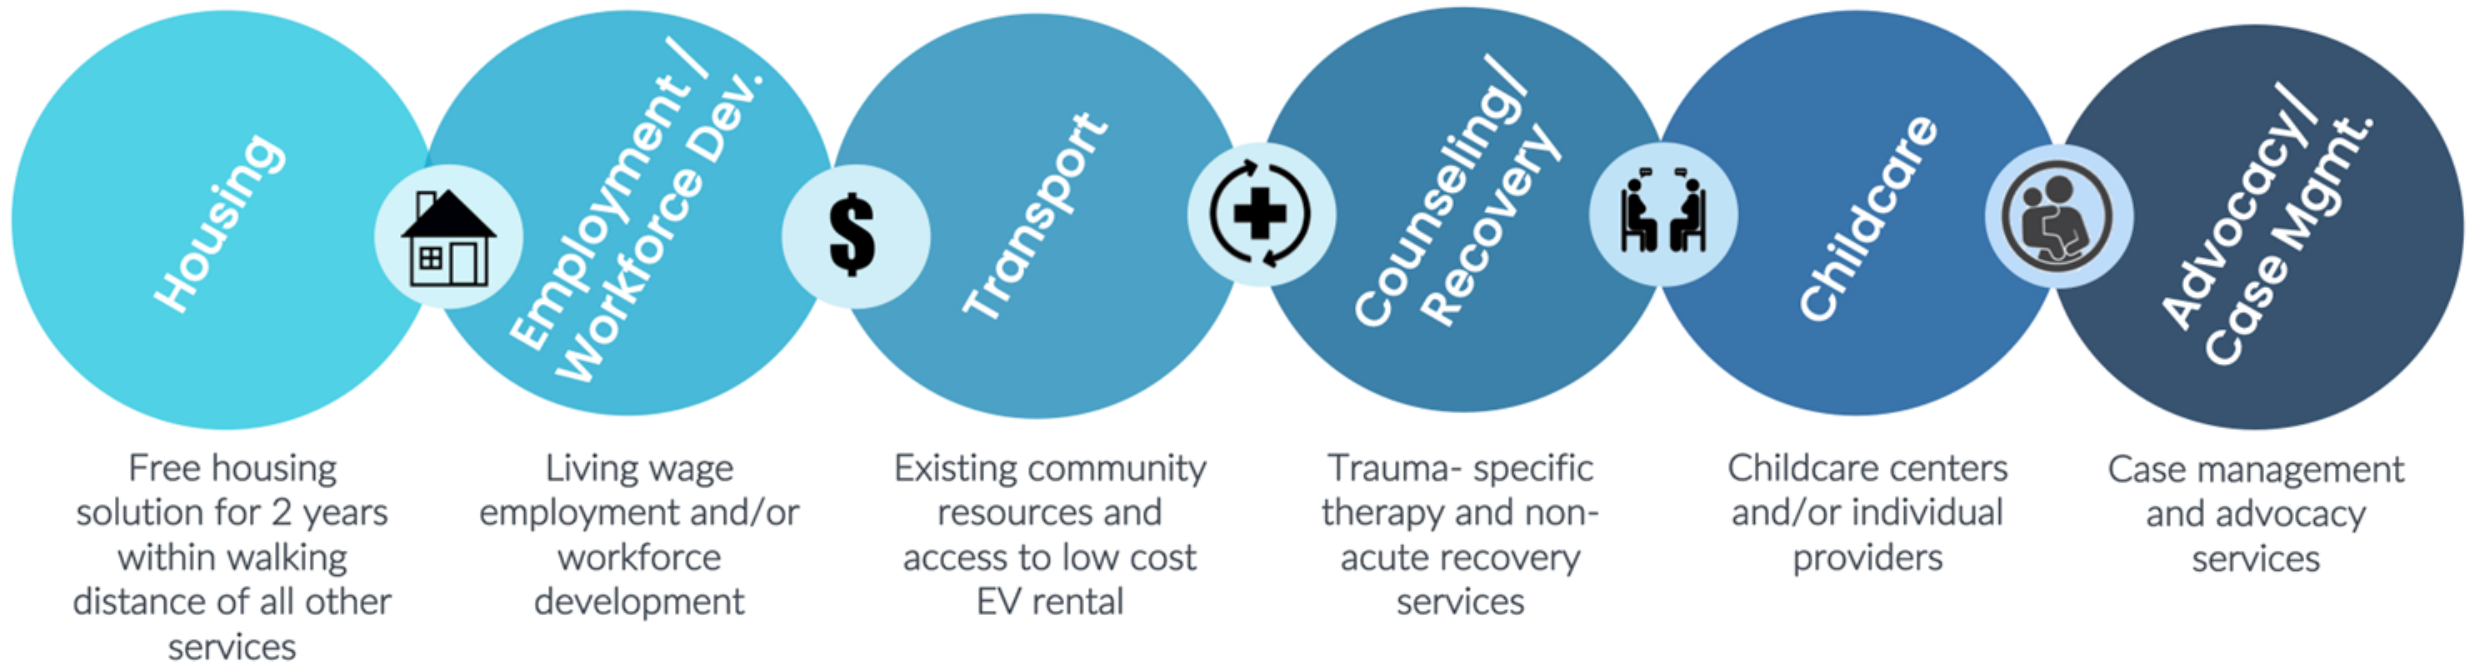 Housing
Employment /
Workforce Dev.
$
Transport
Counseling/
Recovery
Childcare
Advocacy/
Case Mgmt.
Free housing
solution for 2 years
within walking
distance of all other
services
Living wage
employment and/or
workforce
development
Existing community
resources and
access to low cost
EV rental
Trauma- specific
therapy and non-
acute recovery
services
Childcare centers
and/or individual
providers
Case management
and advocacy
services